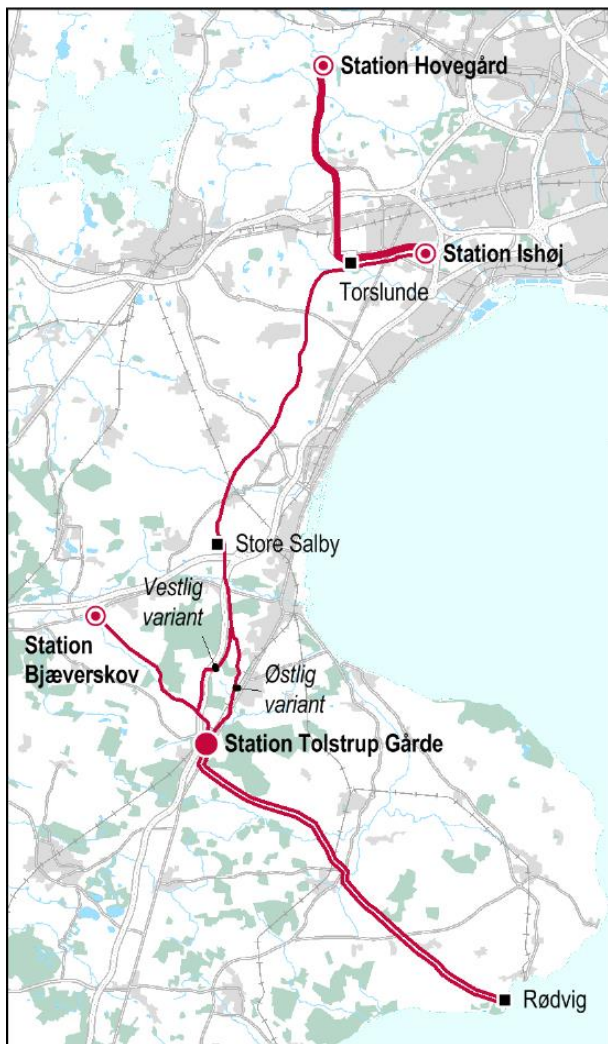 Station Hovegård
Station Ishøj
Torslunde
Store Salby
Vestlig
variant
Station
Bjæverskov
Østlig
variant
Station Tolstrup Gårde
Rødvig